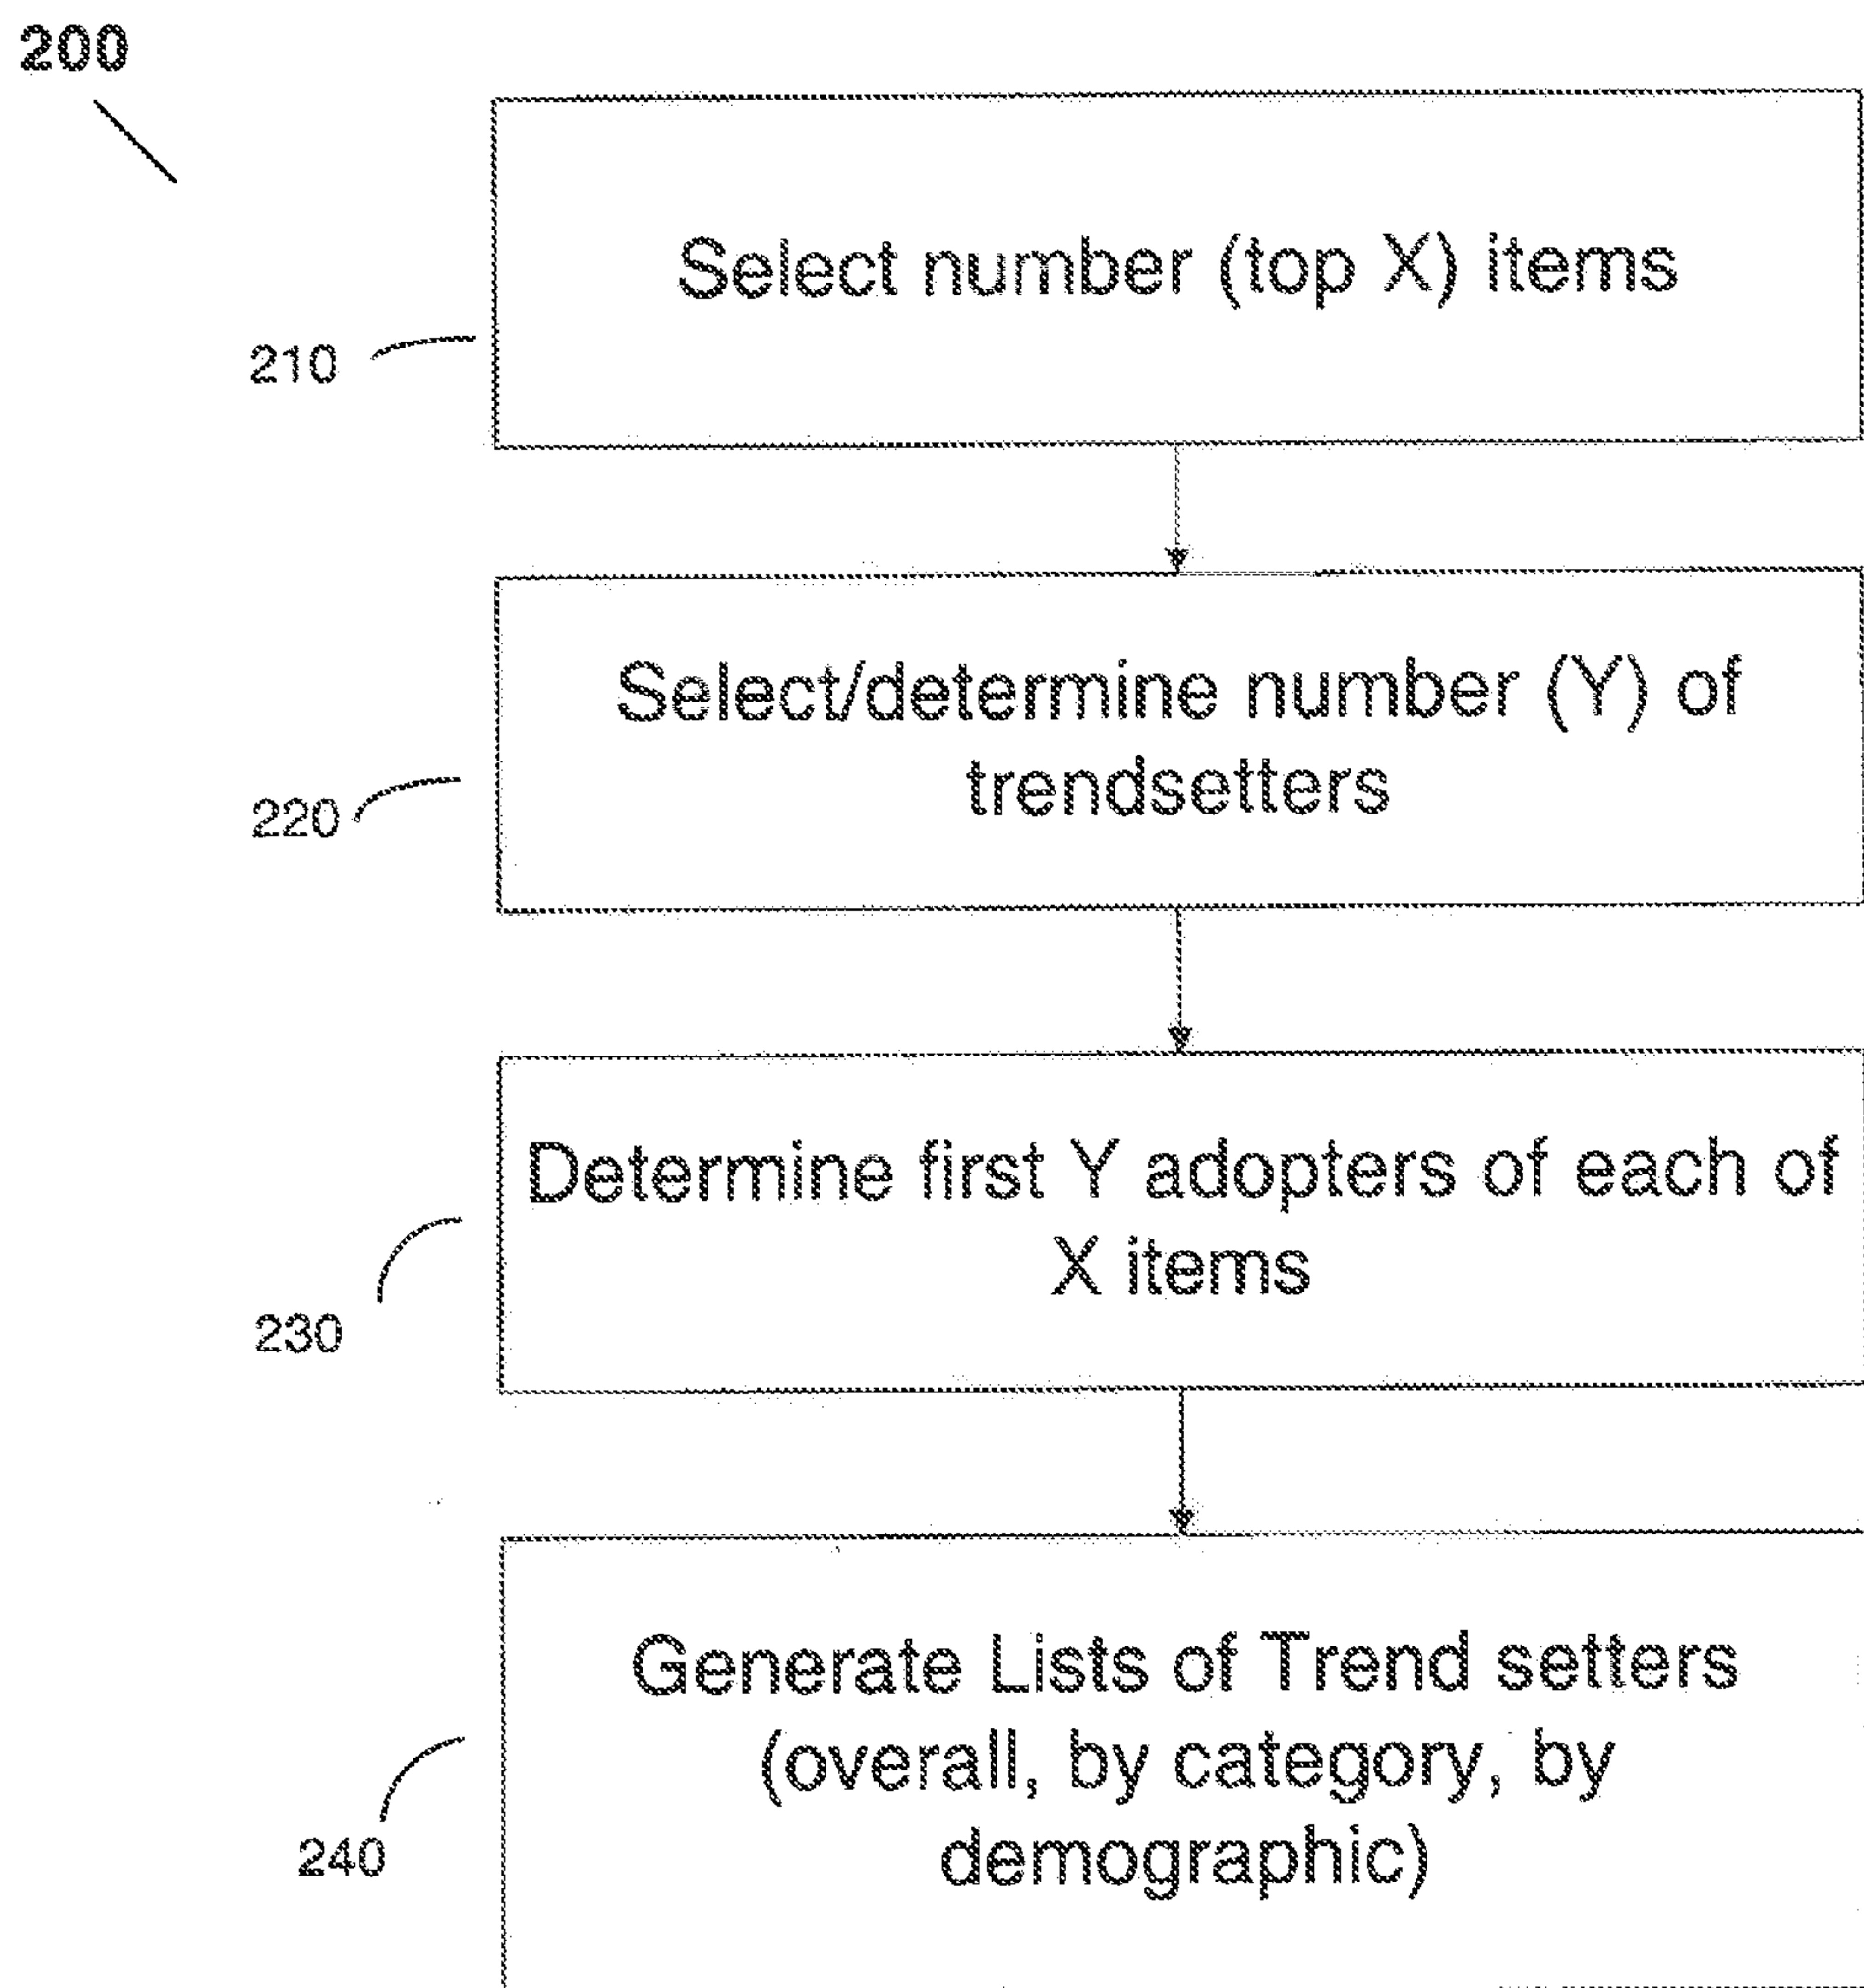 200
Select number (top X) items
210
Select/determine number (Y) of
trendsetters
220
Determine first Y adopters of each of
X items
230
Generate Lists of Trend setters
(overall, by category, by
demographic)
240